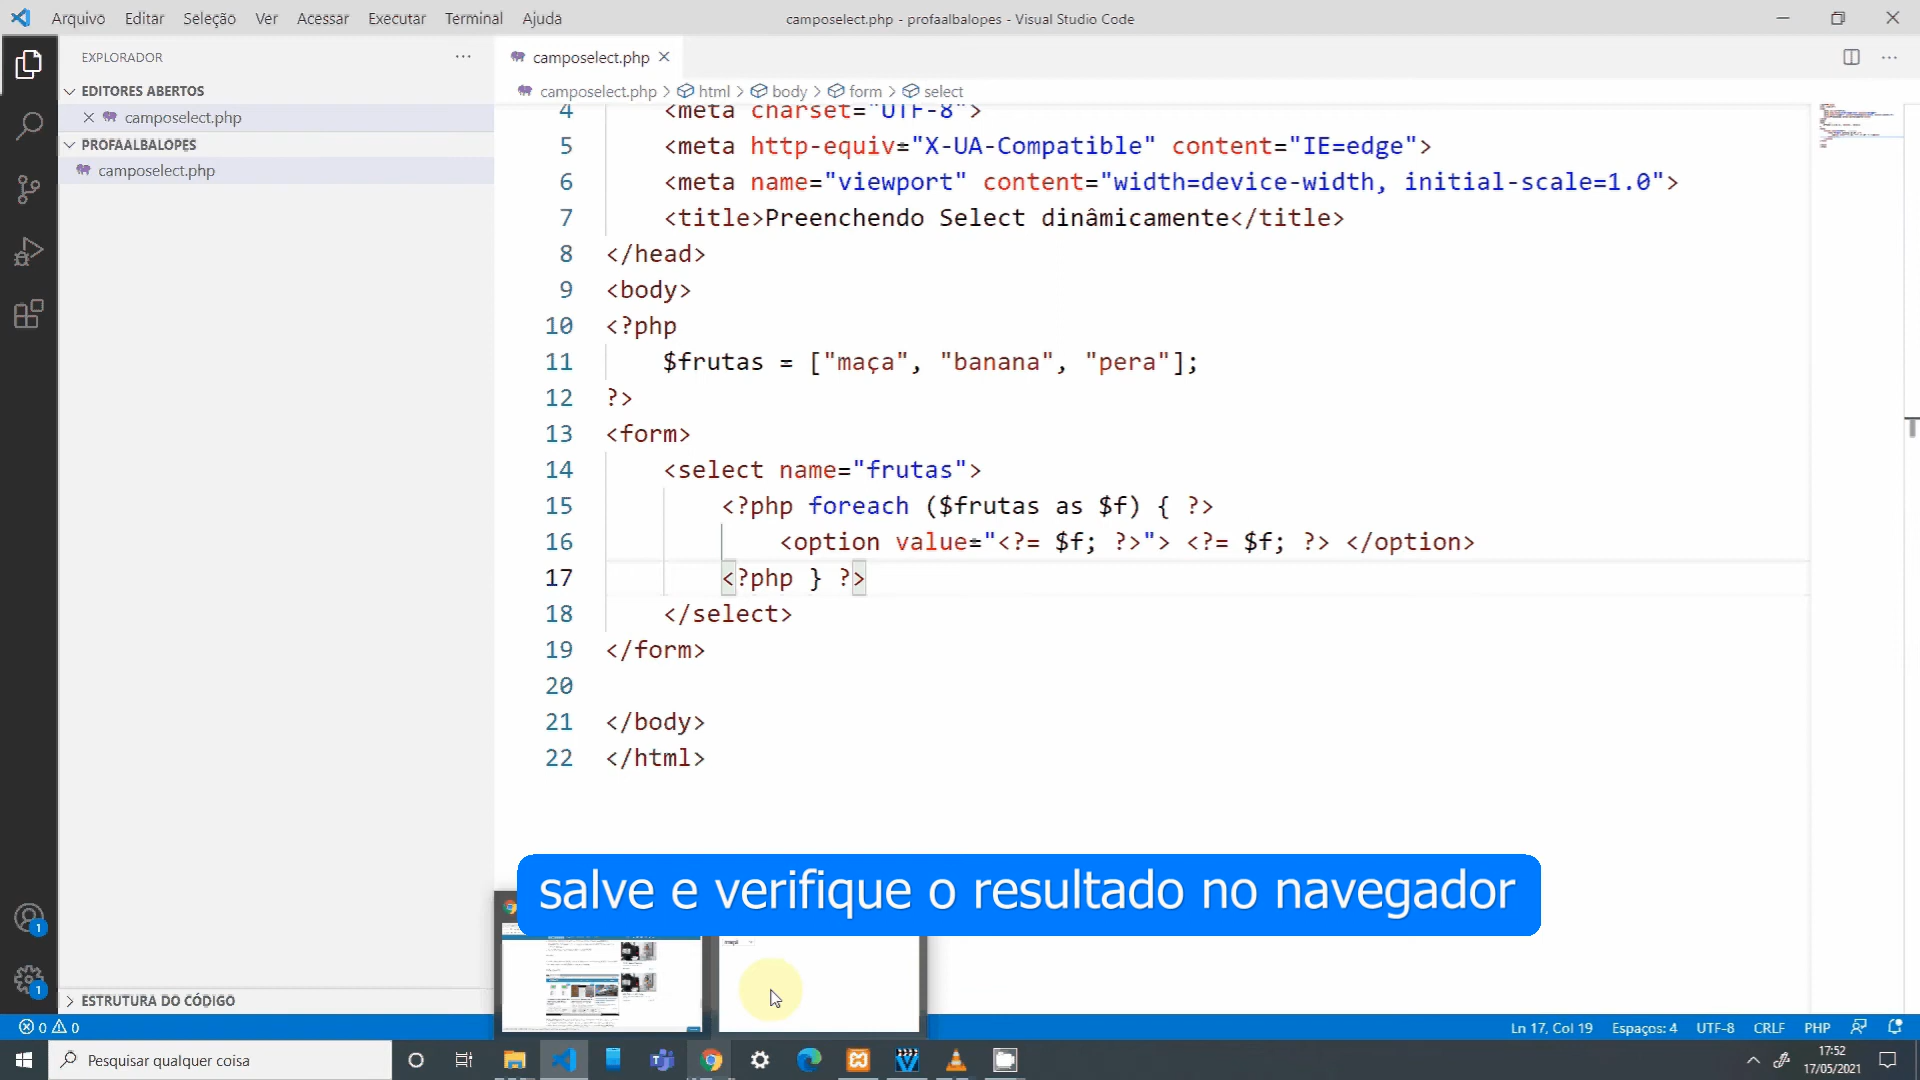 Arquivo Editar Seleção Ver Acessar Executar Terminal Ajuda
camposelect.php - profaalbalopes - Visual Studio Code
EXPLORADOR
EDITORES ABERTOS
camposelect.php
PROFAALBALOPES
camposelect.php
ESTRUTURA DO CÓDIGO
camposelect.php
camposelect.php > html > body > form > select
4 <meta charset="UTF-8">
5 <meta http-equiv="X-UA-Compatible" content="IE=edge">
6 <meta name="viewport" content="width=device-width, initial-scale=1.0">
7 <title>Preenchendo Select dinâmicamente</title>
8 </head>
9 <body>
10 <?php
11 $frutas = ["maça", "banana", "pera"];
12 ?>
13 <form>
14 <select name="frutas">
15 <?php foreach ($frutas as $f) { ?>
16 <option value="<?= $f; ?>"> <?= $f; ?> </option>
17 <?php } ?>
18 </select>
19 </form>
20
21 </body>
22 </html>
salve e verifique o resultado no navegador
1
1
0 0
Ln 17, Col 19 Espaços: 4 UTF-8 CRLF PHP
Pesquisar qualquer coisa
17:52
17/05/2021